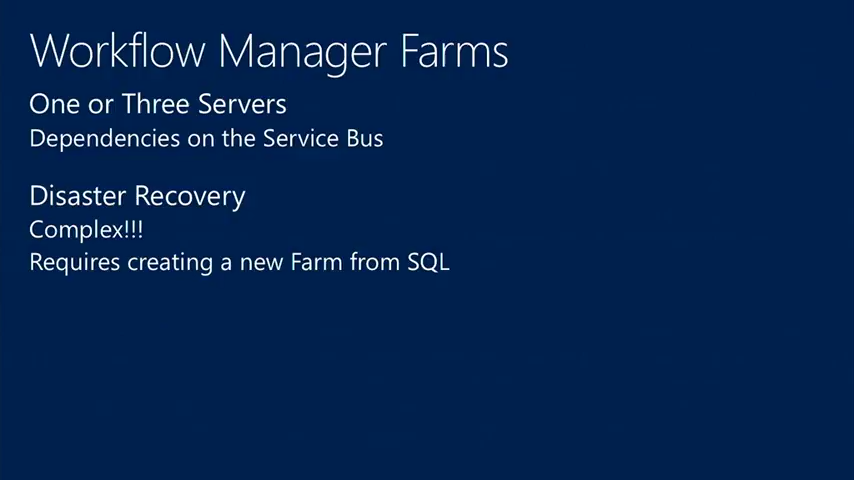 Workflow Manager Farms
One or Three Servers
Dependencies on the Service Bus
Disaster Recovery
Complex!!!
Requires creating a new Farm from SQL